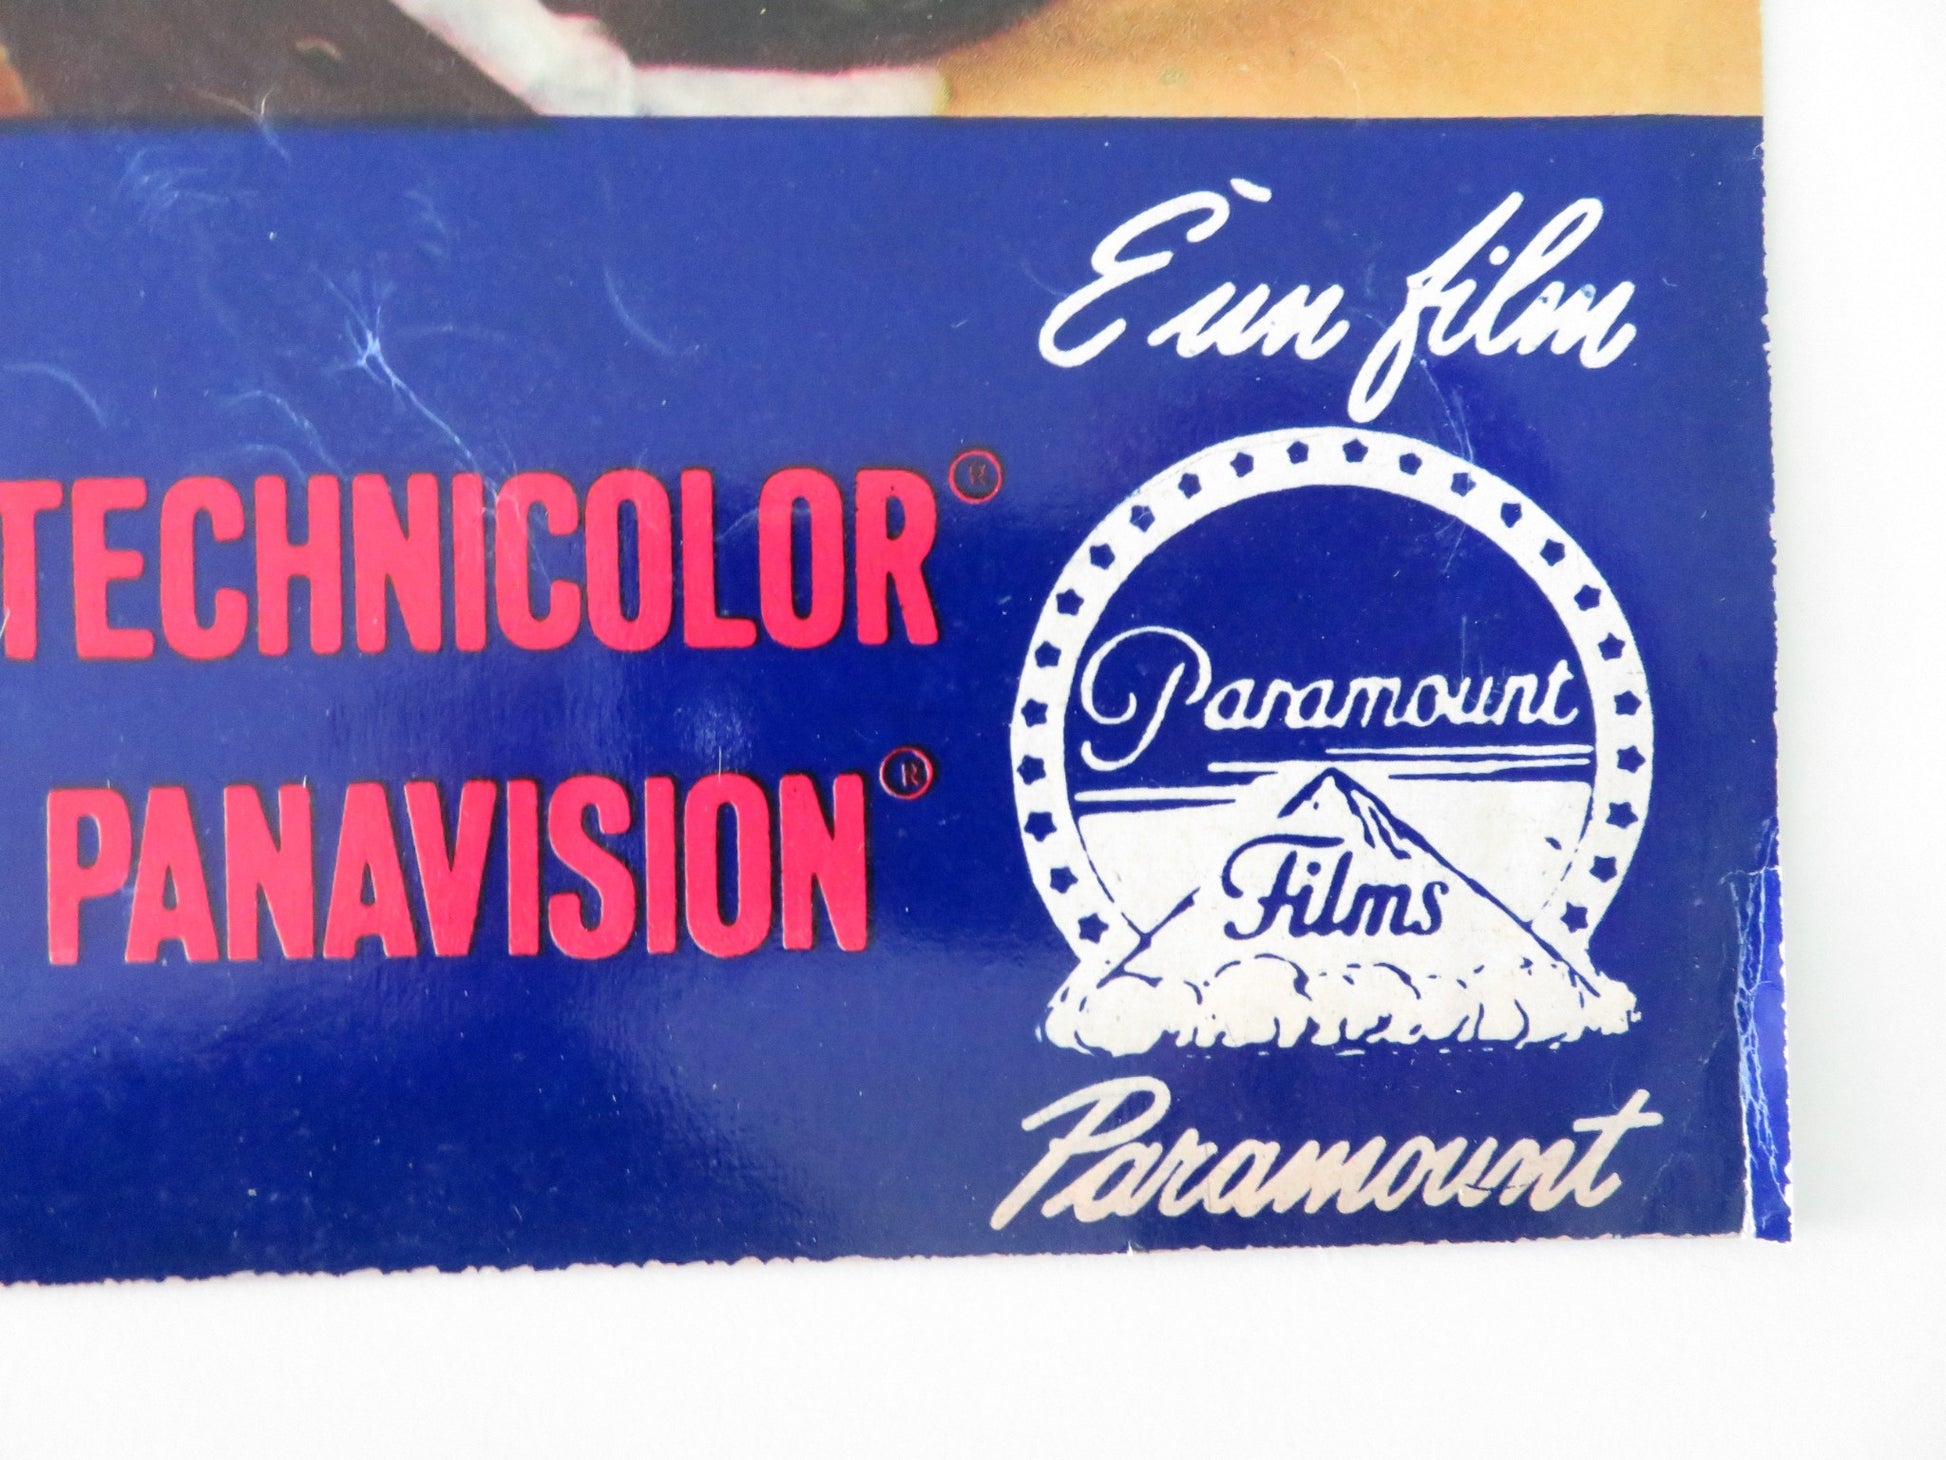 È un film
TECHNICOLOR®
Paramount
PANAVISION®
Films
Paramount